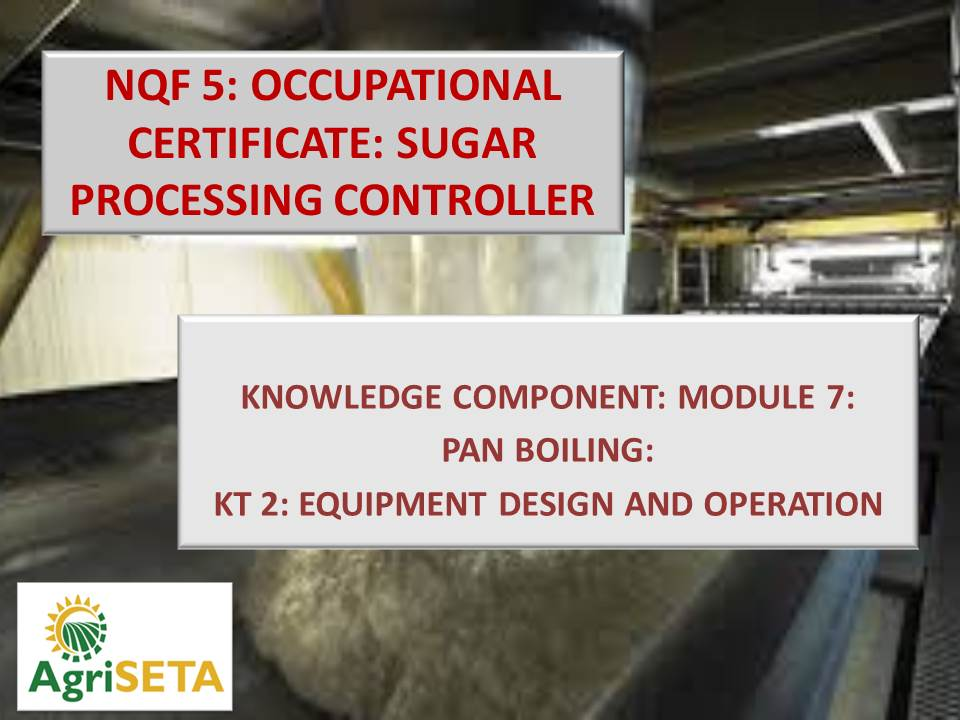 NQF 5: OCCUPATIONAL
CERTIFICATE: SUGAR
PROCESSING CONTROLLER
KNOWLEDGE COMPONENT: MODULE 7:
PAN BOILING:
KT 2: EQUIPMENT DESIGN AND OPERATION
AgriSETA